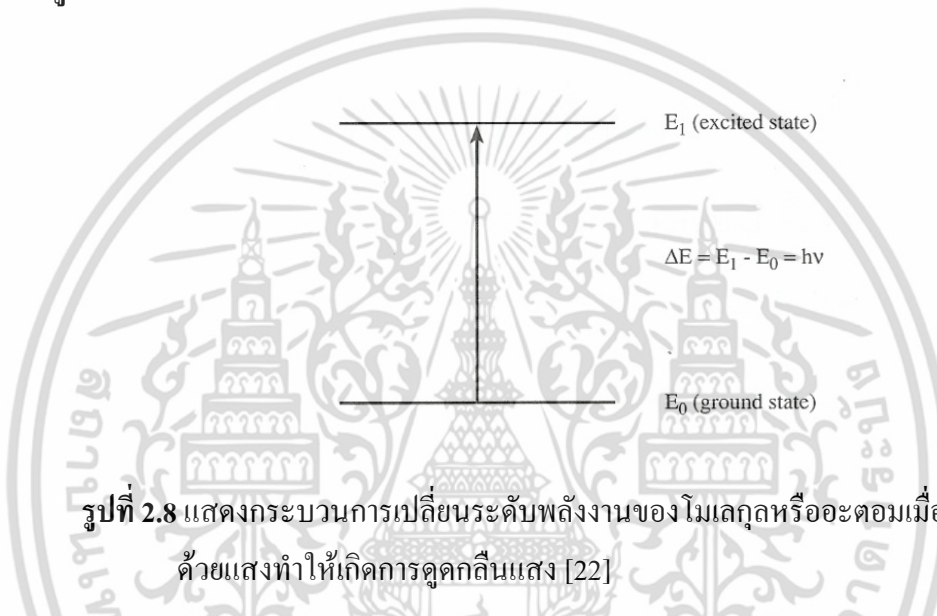 E₁ (excited state)
ΔE = E₁ - E₀ = hν
E₀ (ground state)
รูปที่ 2.8 แสดงกระบวนการเปลี่ยนระดับพลังงานของโมเลกุลหรืออะตอมเมื่อ
ด้วยแสงทำให้เกิดการดูดกลืนแสง [22]